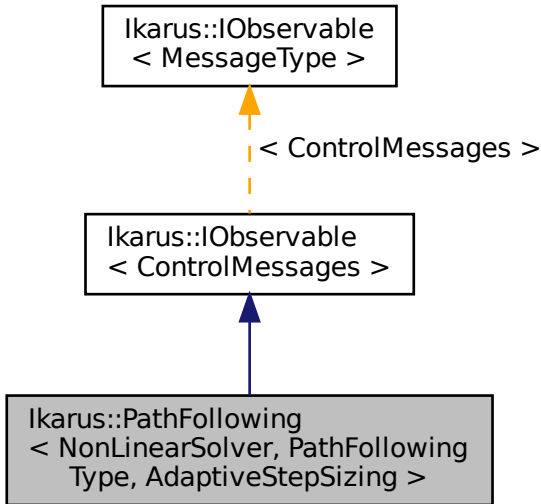 Ikarus::IObservable
< MessageType >
< ControlMessages >
Ikarus::IObservable
< ControlMessages >
Ikarus::PathFollowing
< NonLinearSolver, PathFollowing
Type, AdaptiveStepSizing >